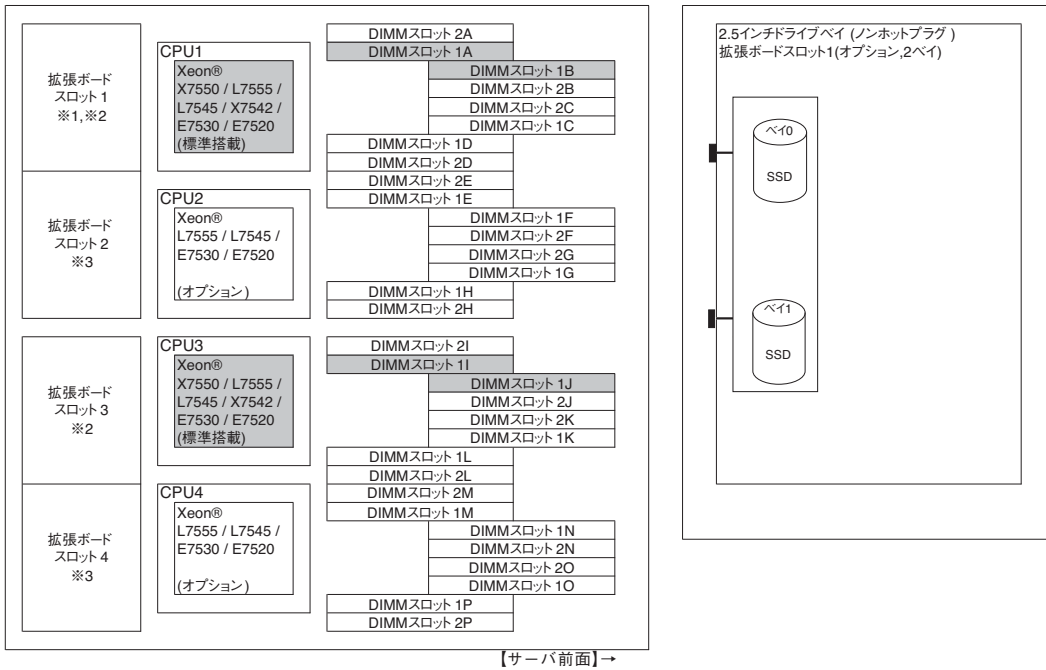 拡張ボード
スロット 1
※1,※2
拡張ボード
スロット 2
※3
拡張ボード
スロット 3
※2
拡張ボード
スロット 4
※3
CPU1
Xeon®
X7550 / L7555 /
L7545 / X7542 /
E7530 / E7520
(標準搭載)
CPU2
Xeon®
L7555 / L7545 /
E7530 / E7520
(オプション)
CPU3
Xeon®
X7550 / L7555 /
L7545 / X7542 /
E7530 / E7520
(標準搭載)
CPU4
Xeon®
L7555 / L7545 /
E7530 / E7520
(オプション)
DIMMスロット 2A
DIMMスロット 1A
DIMMスロット 1B
DIMMスロット 2B
DIMMスロット 2C
DIMMスロット 1C
DIMMスロット 1D
DIMMスロット 2D
DIMMスロット 2E
DIMMスロット 1E
DIMMスロット 1F
DIMMスロット 2F
DIMMスロット 2G
DIMMスロット 1G
DIMMスロット 1H
DIMMスロット 2H
DIMMスロット 2I
DIMMスロット 1I
DIMMスロット 1J
DIMMスロット 2J
DIMMスロット 2K
DIMMスロット 1K
DIMMスロット 1L
DIMMスロット 2L
DIMMスロット 2M
DIMMスロット 1M
DIMMスロット 1N
DIMMスロット 2N
DIMMスロット 2O
DIMMスロット 1O
DIMMスロット 1P
DIMMスロット 2P
【サーバ前面】→
2.5インチドライブベイ (ノンホットプラグ )
拡張ボードスロット1(オプション,2ベイ)
ベイ0
SSD
ベイ1
SSD